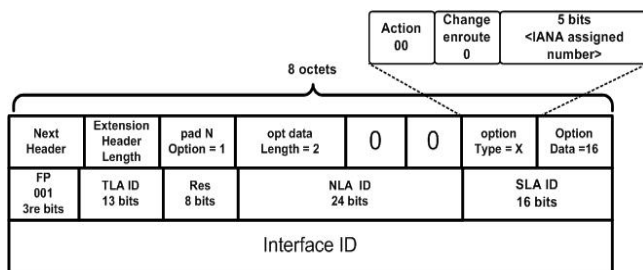 Action
00
Change
enroute
0
5 bits
<IANA assigned
number>
8 octets
Next
Header
Extension
Header
Length
pad N
Option = 1
opt data
Length = 2
0
0
option
Type = X
Option
Data =16
FP
001
3re bits
TLA ID
13 bits
Res
8 bits
NLA ID
24 bits
SLA ID
16 bits
Interface ID